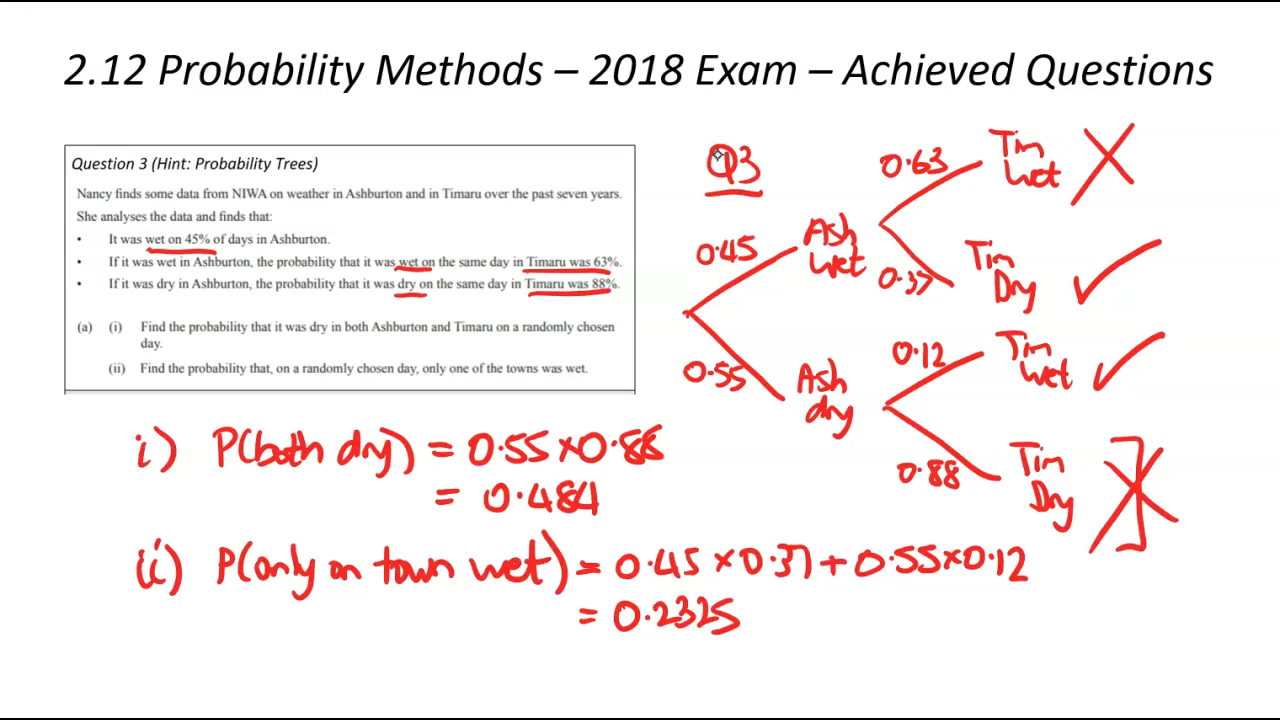 2.12 Probability Methods – 2018 Exam – Achieved Questions
Question 3 (Hint: Probability Trees)
Nancy finds some data from NIWA on weather in Ashburton and in Timaru over the past seven years.
She analyses the data and finds that:
• It was wet on 45% of days in Ashburton.
• If it was wet in Ashburton, the probability that it was wet on the same day in Timaru was 63%.
• If it was dry in Ashburton, the probability that it was dry on the same day in Timaru was 88%.
(a) (i) Find the probability that it was dry in both Ashburton and Timaru on a randomly chosen
day.
(ii) Find the probability that, on a randomly chosen day, only one of the towns was wet.
Q3
0.45
Ash
wet
0.63
Tim
wet
0.37
Tim
Dry
0.55
Ash
dry
0.12
Tim
wet
0.88
Tim
Dry
i) P(both dry) = 0.55 × 0.88
= 0.484
ii) P(only on town wet) = 0.45 × 0.37 + 0.55 × 0.12
= 0.2325